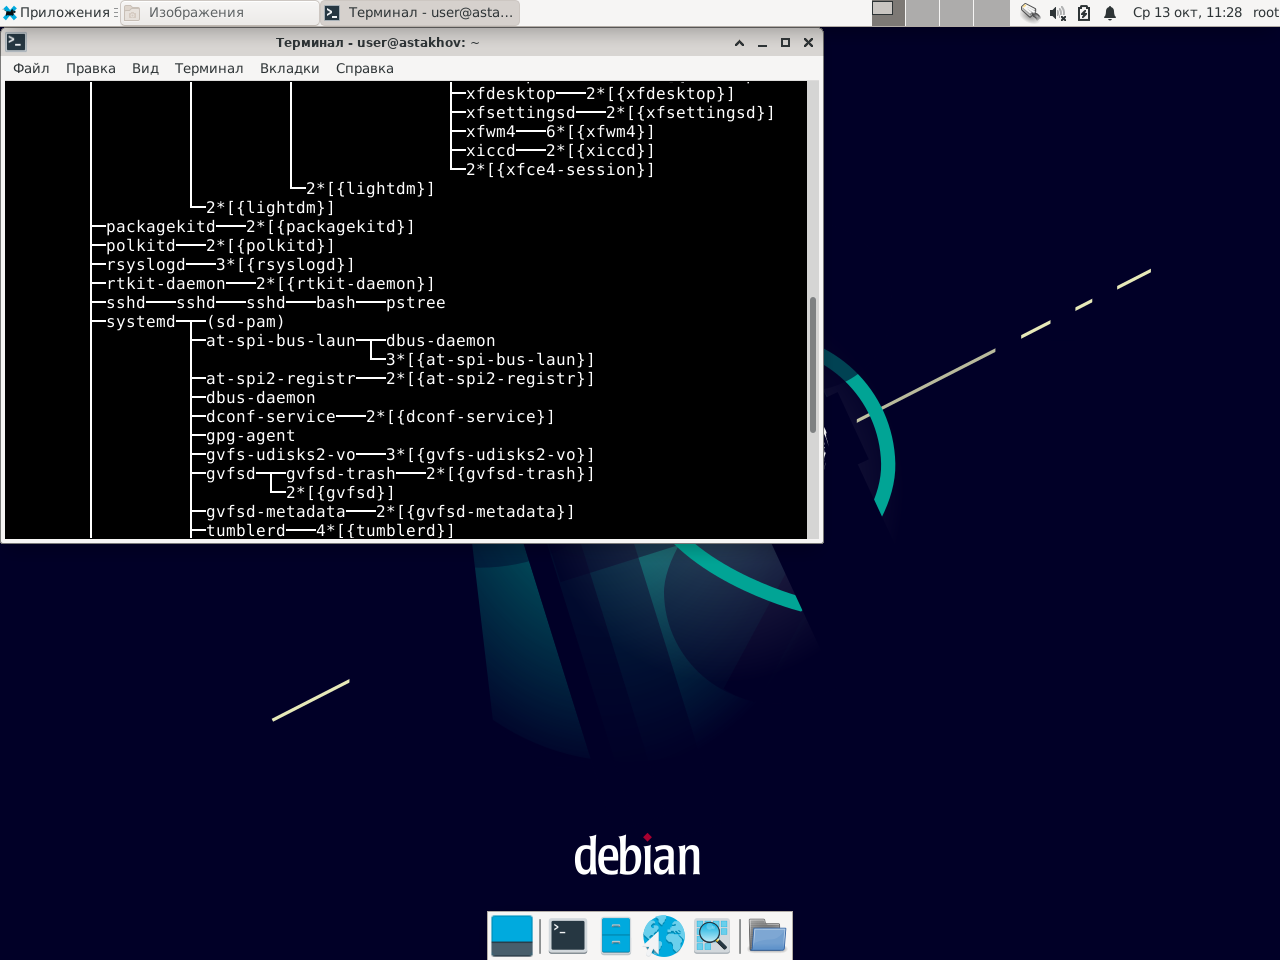 Приложения
Изображения
Терминал - user@asta...
Ср 13 окт, 11:28
root
Терминал - user@astakhov: ~
Файл Правка Вид Терминал Вкладки Справка
├─xfdesktop───2*[{xfdesktop}]
├─xfsettingsd───2*[{xfsettingsd}]
├─xfwm4───6*[{xfwm4}]
├─xiccd───2*[{xiccd}]
└─2*[{xfce4-session}]
└─2*[{lightdm}]
└─2*[{lightdm}]
├─packagekitd───2*[{packagekitd}]
├─polkitd───2*[{polkitd}]
├─rsyslogd───3*[{rsyslogd}]
├─rtkit-daemon───2*[{rtkit-daemon}]
├─sshd───sshd───sshd───bash───pstree
├─systemd─┬─(sd-pam)
├─at-spi-bus-laun─┬─dbus-daemon
└─3*[{at-spi-bus-laun}]
├─at-spi2-registr───2*[{at-spi2-registr}]
├─dbus-daemon
├─dconf-service───2*[{dconf-service}]
├─gpg-agent
├─gvfs-udisks2-vo───3*[{gvfs-udisks2-vo}]
├─gvfsd─┬─gvfsd-trash───2*[{gvfsd-trash}]
└─2*[{gvfsd}]
├─gvfsd-metadata───2*[{gvfsd-metadata}]
├─tumblerd───4*[{tumblerd}]
debian